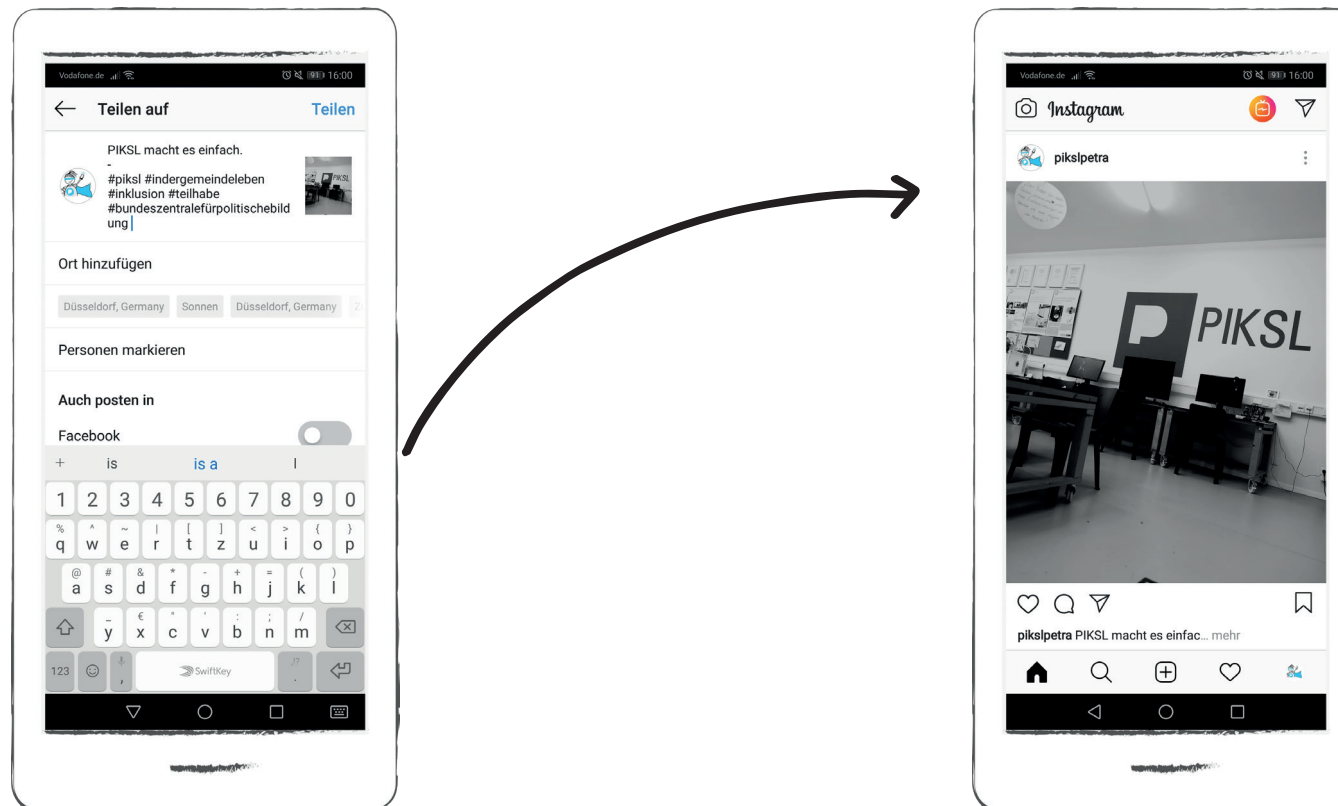 Vodafone.de
91 16:00
Teilen auf
Teilen
PIKSL macht es einfach.
-
#piksl #indergemeindeleben
#inklusion #teilhabe
#bundeszentralefürpolitischebild
ung
PIKSL
Ort hinzufügen
Düsseldorf, Germany Sonnen Düsseldorf, Germany Z
Personen markieren
Auch posten in
Facebook
+ is is a I
1 2 3 4 5 6 7 8 9 0
% ^ ~ | [ ] < > { }
q w e r t z u i o p
@ # & * - + = ( )
a s d f g h j k l
_ € " ' : ; /
y x c v b n m
123 , SwiftKey !? .
Vodafone.de
91 16:00
Instagram
pikslpetra
PIKSL
pikslpetra PIKSL macht es einfac... mehr